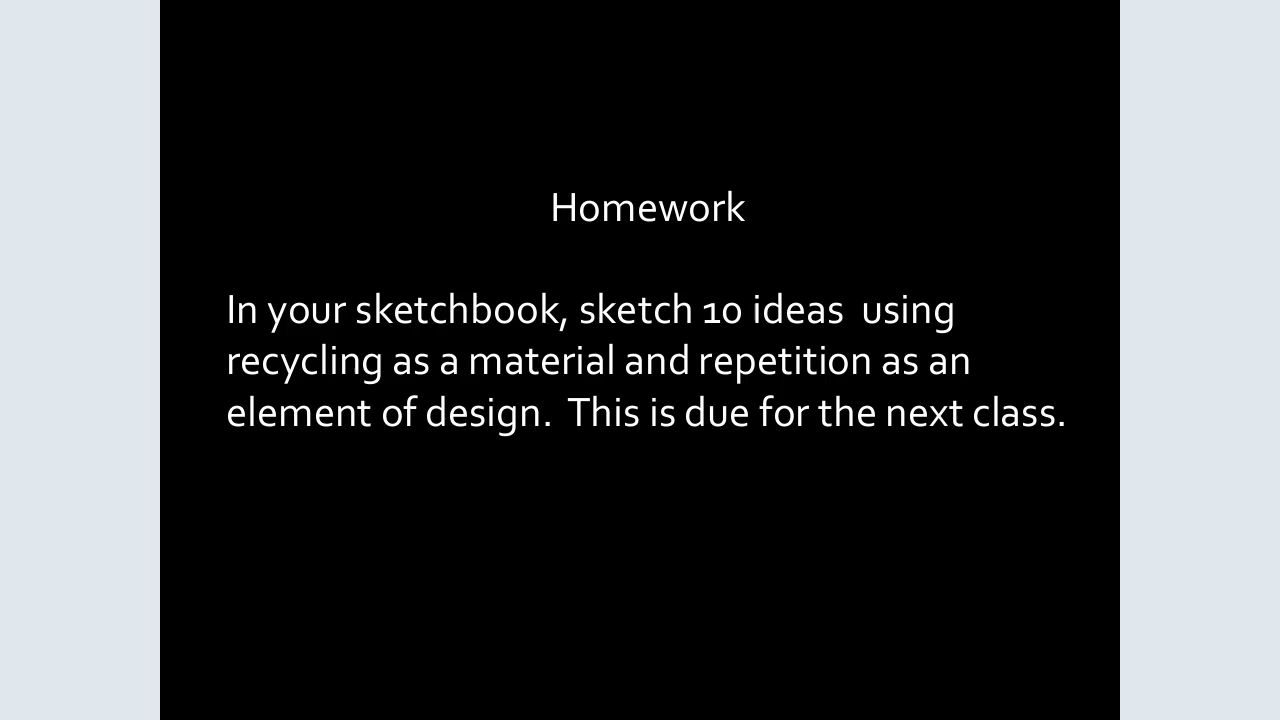 Homework
In your sketchbook, sketch 10 ideas  using
recycling as a material and repetition as an
element of design.  This is due for the next class.